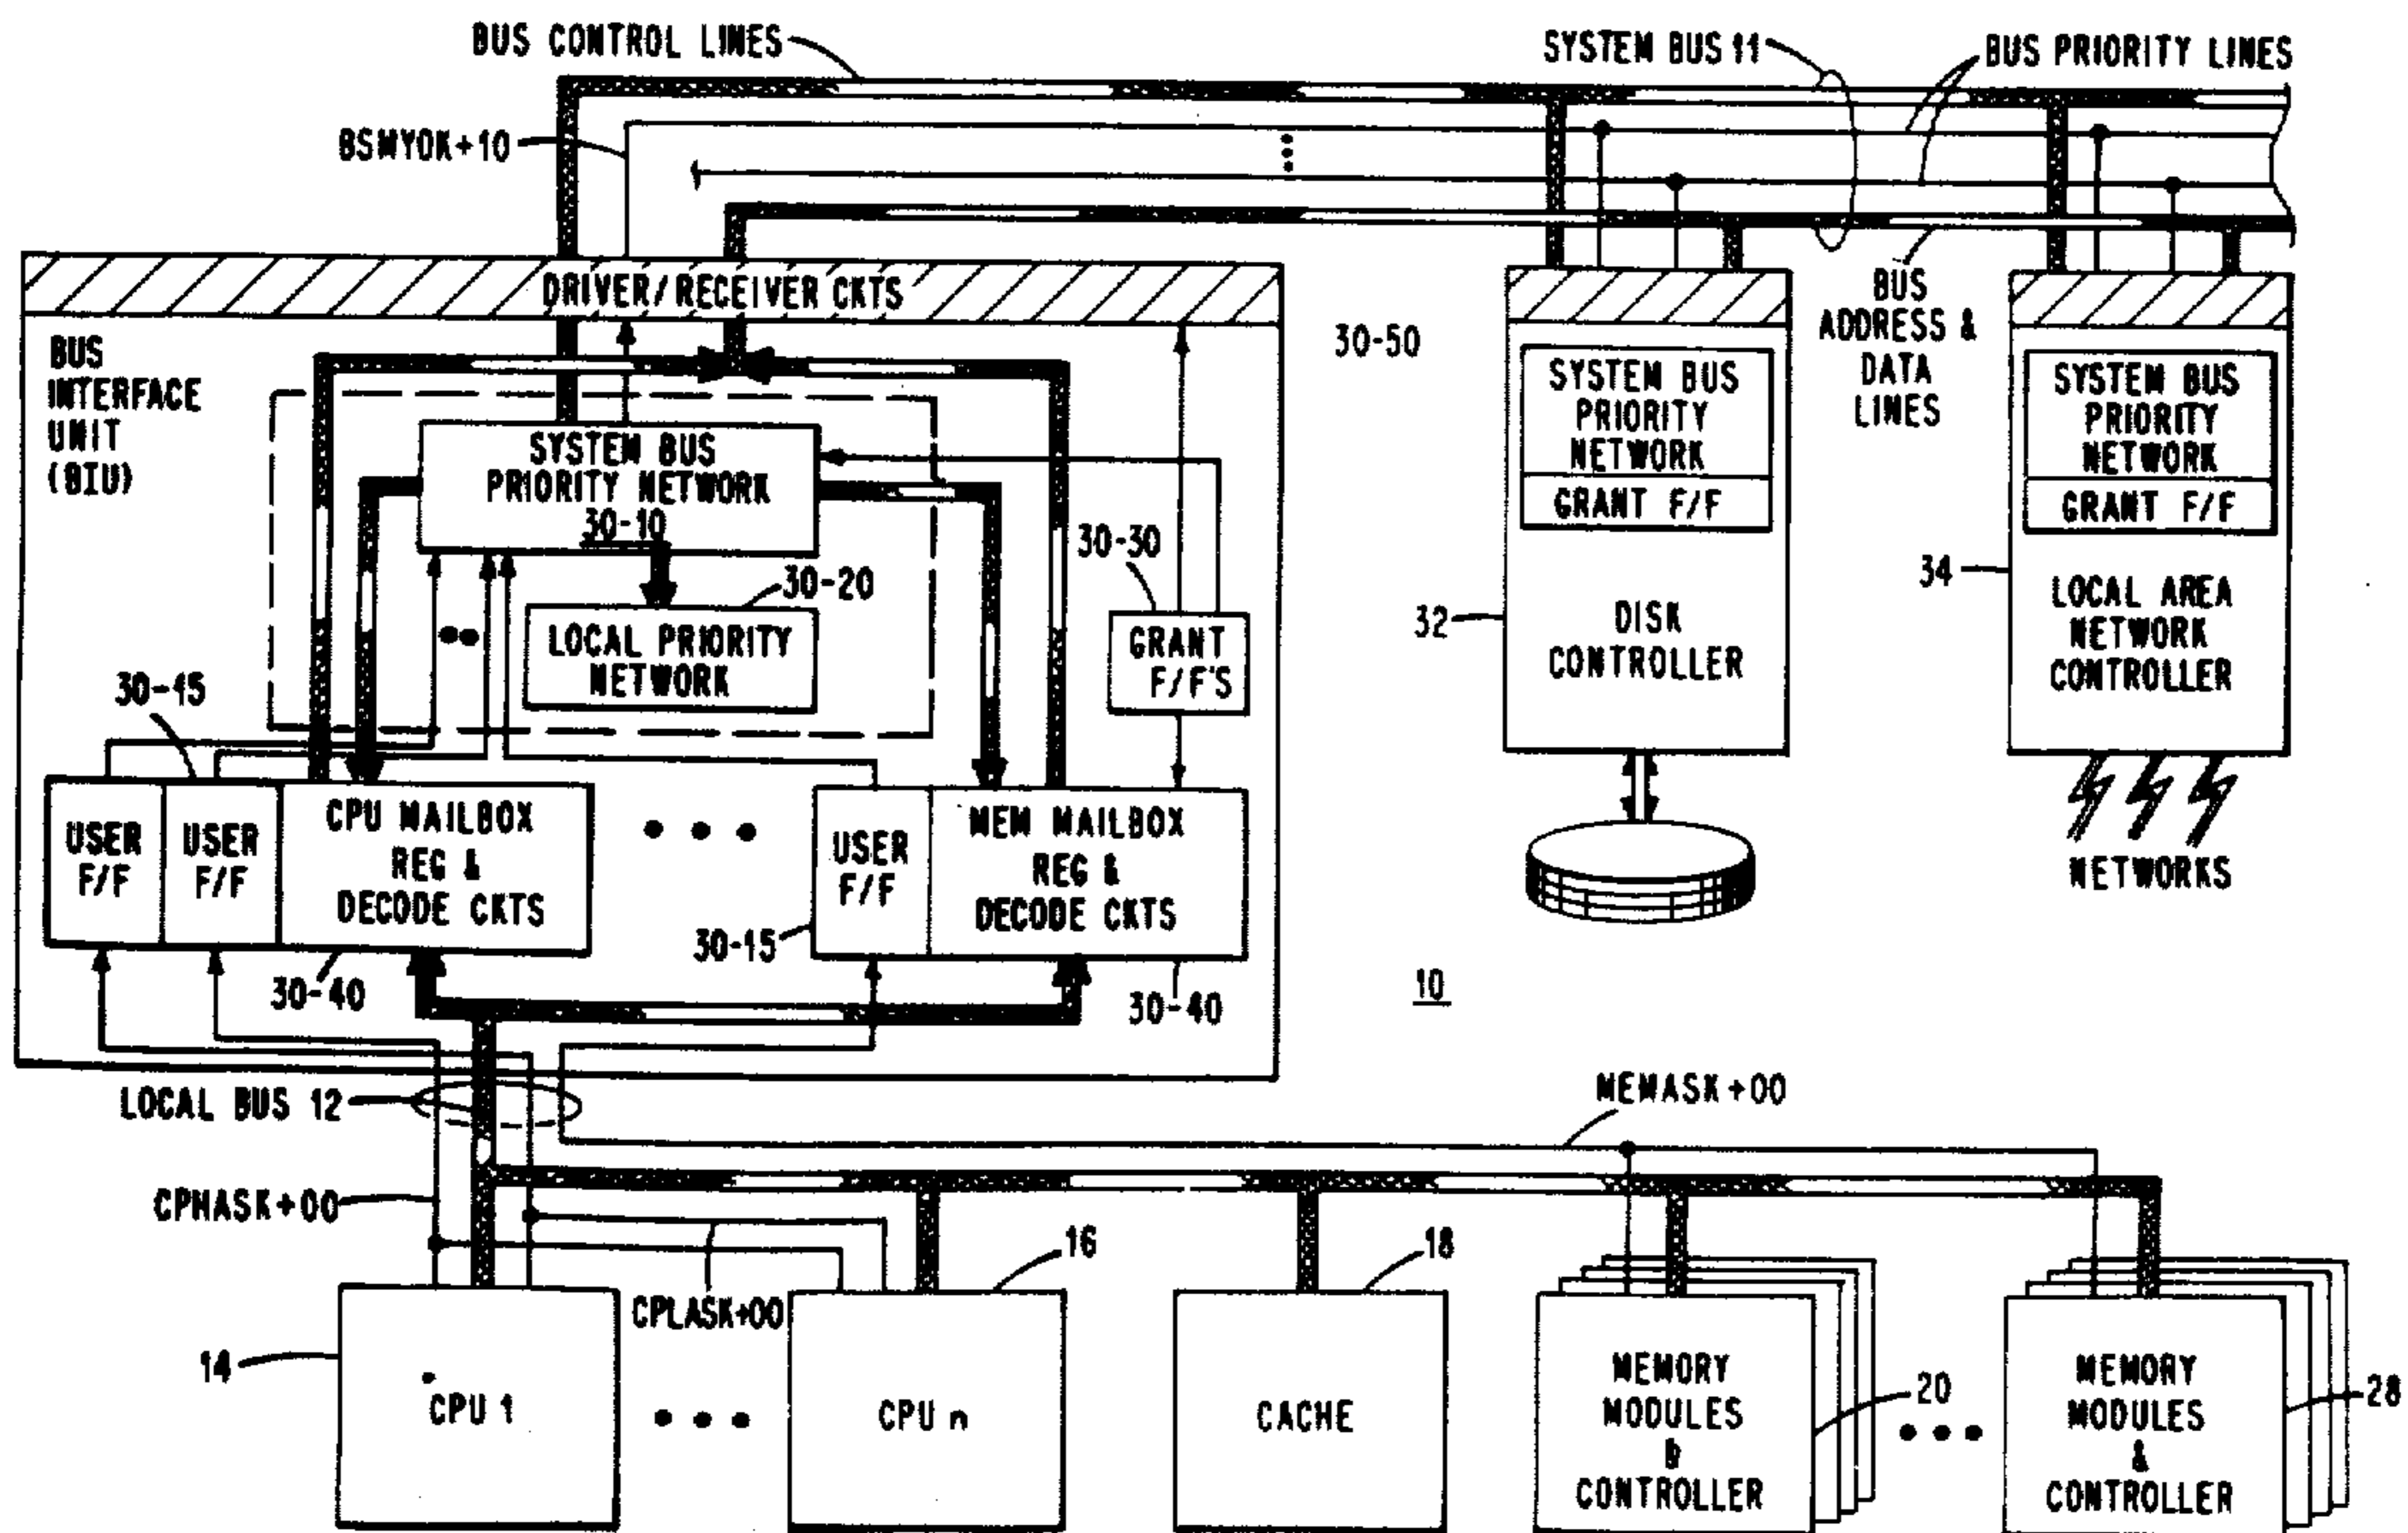 BUS CONTROL LINES
SYSTEM BUS 11
BUS PRIORITY LINES
BSMYOK+10
DRIVER/RECEIVER CKTS
BUS
INTERFACE
UNIT
(BIU)
30-50
BUS
ADDRESS &
DATA
LINES
SYSTEM BUS
PRIORITY NETWORK
30-10
SYSTEM BUS
PRIORITY
NETWORK
GRANT F/F
SYSTEM BUS
PRIORITY
NETWORK
GRANT F/F
30-30
30-20
LOCAL PRIORITY
NETWORK
GRANT
F/F'S
32
DISK
CONTROLLER
34
LOCAL AREA
NETWORK
CONTROLLER
30-15
USER
F/F
USER
F/F
CPU MAILBOX
REG &
DECODE CKTS
USER
F/F
MEM MAILBOX
REG &
DECODE CKTS
NETWORKS
30-40
30-15
30-40
10
LOCAL BUS 12
MEMASK+00
CPHASK+00
CPLASK+00
16
18
14
CPU 1
CPU n
CACHE
MEMORY
MODULES
&
CONTROLLER
20
MEMORY
MODULES
&
CONTROLLER
28